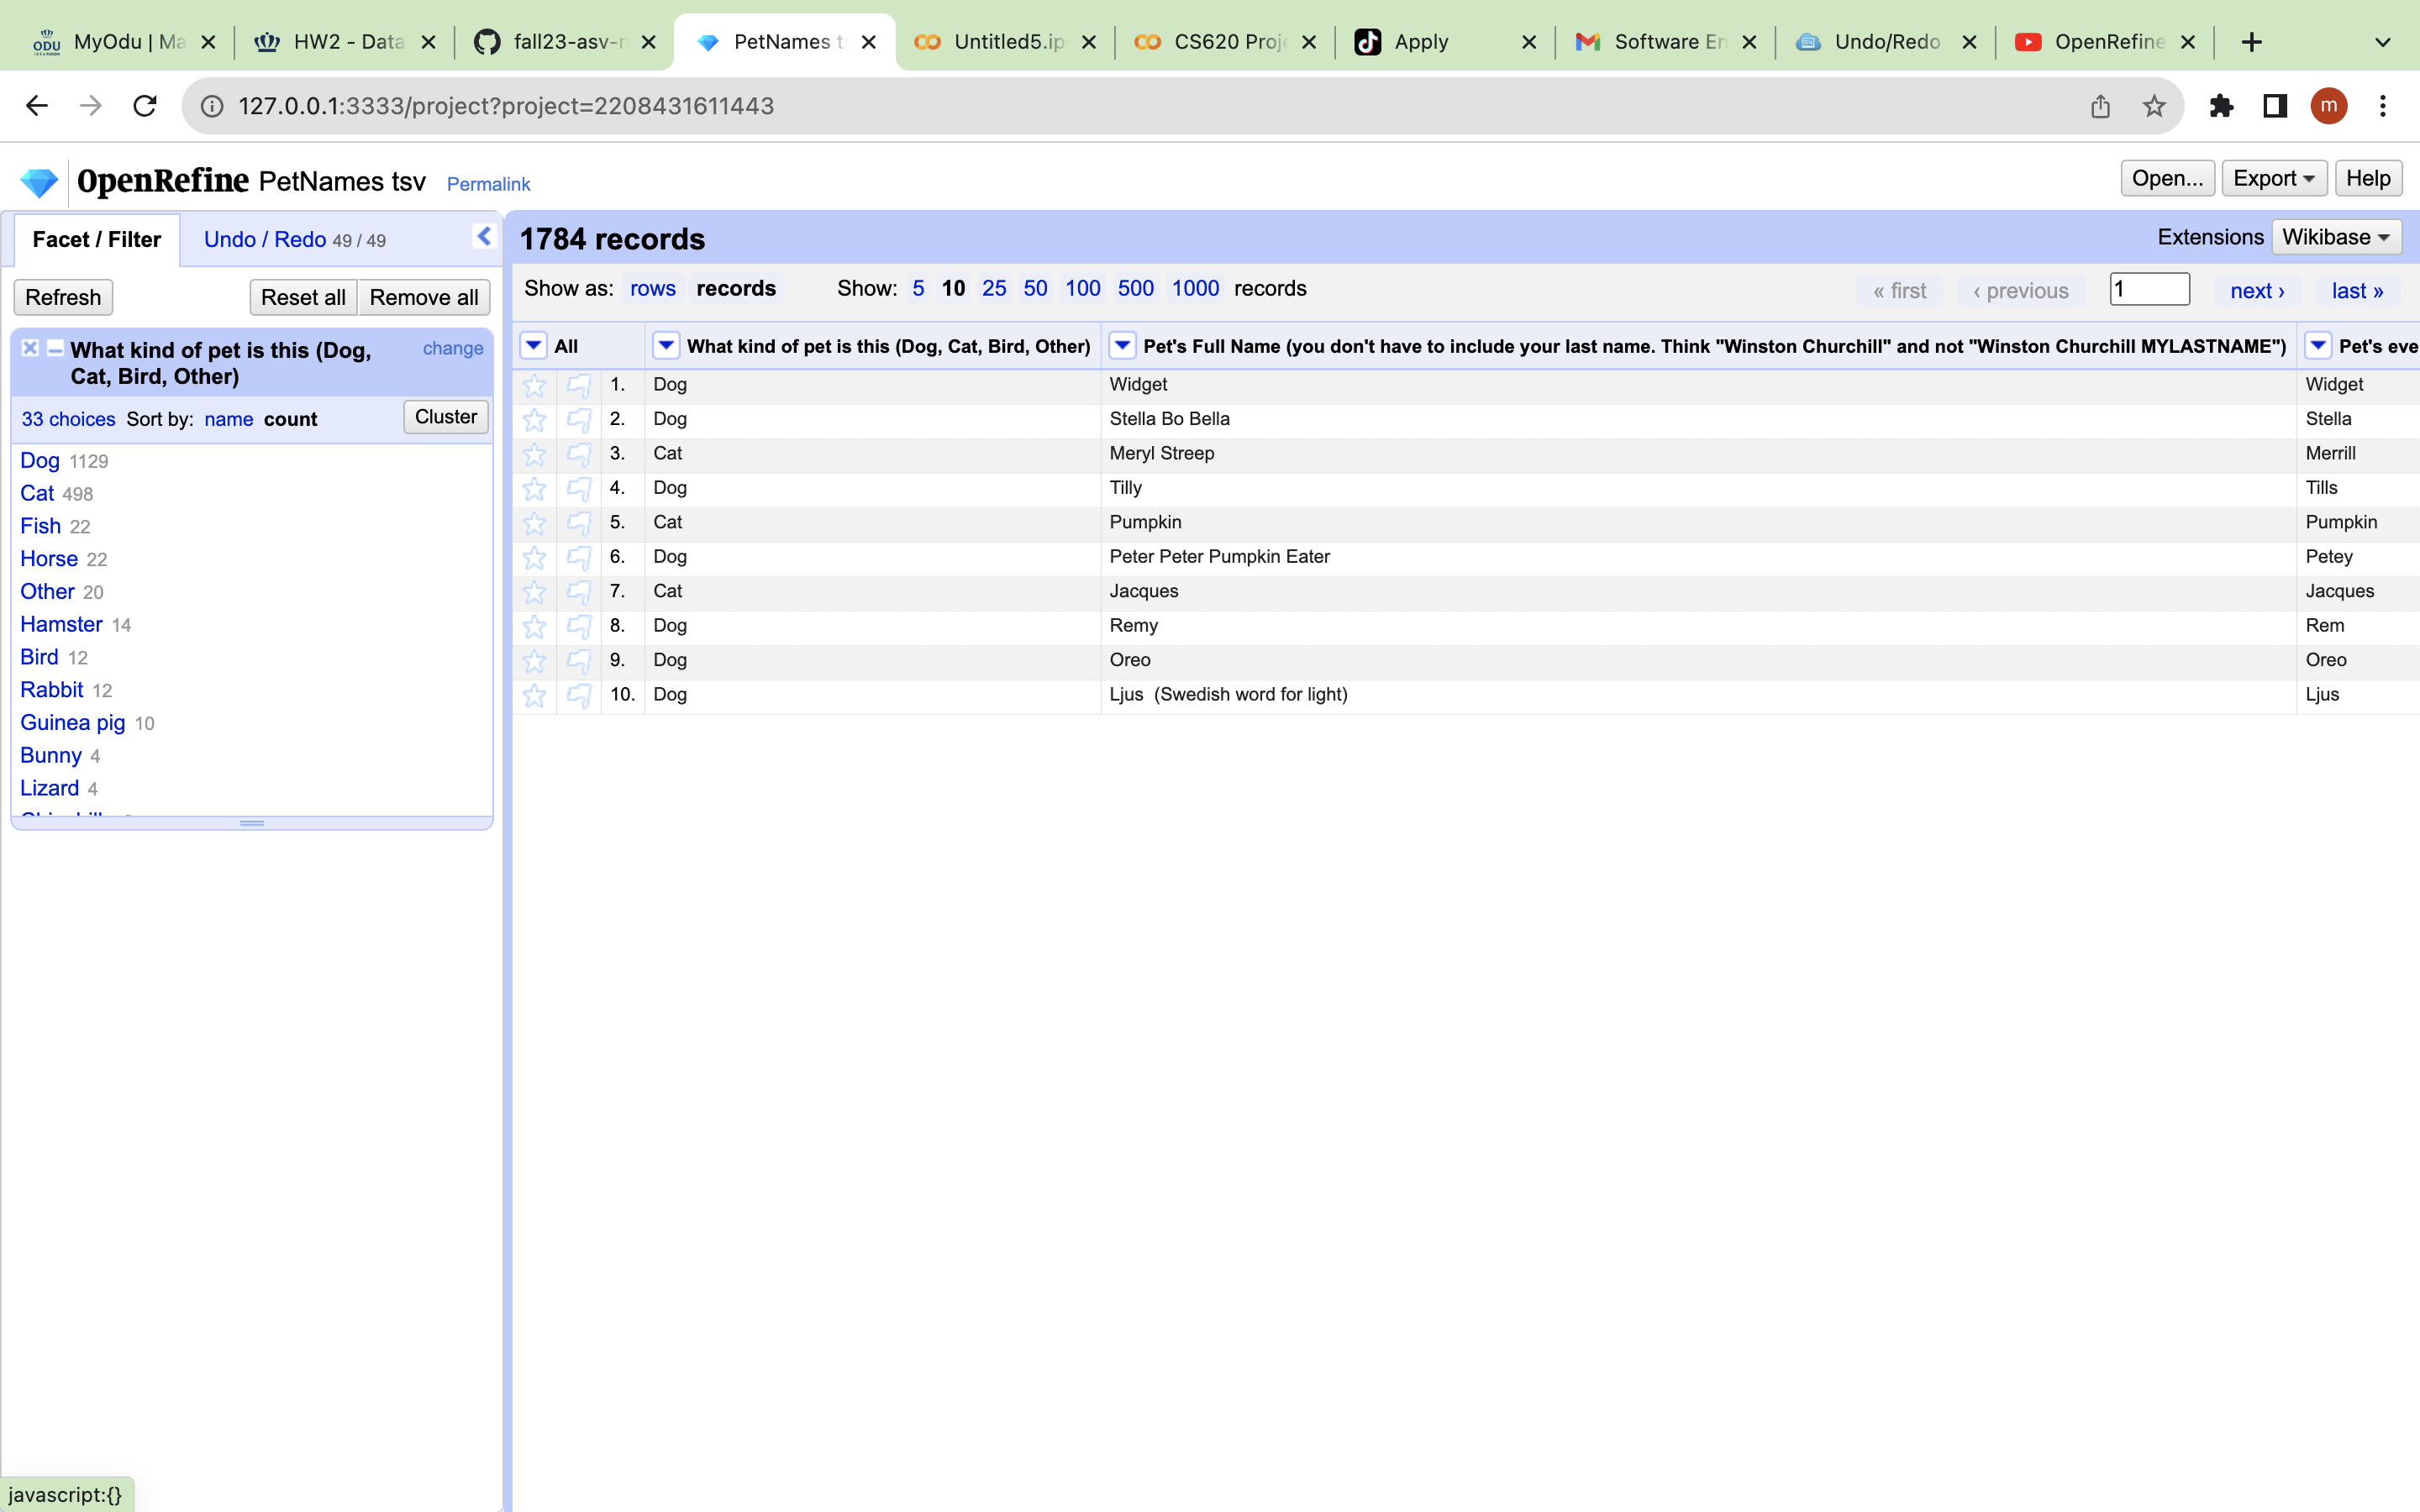 MyOdu | Ma HW2 - Data fall23-asv-r PetNames t Untitled5.ip CS620 Proj Apply Software En Undo/Redo OpenRefine
127.0.0.1:3333/project?project=2208431611443 m
OpenRefine PetNames tsv Permalink Open... Export Help
Facet / Filter Undo / Redo 49 / 49 1784 records Extensions Wikibase
Refresh Reset all Remove all Show as: rows records Show: 5 10 25 50 100 500 1000 records « first ‹ previous 1 next › last »
What kind of pet is this (Dog, Cat, Bird, Other) change
33 choices Sort by: name count Cluster
Dog 1129
Cat 498
Fish 22
Horse 22
Other 20
Hamster 14
Bird 12
Rabbit 12
Guinea pig 10
Bunny 4
Lizard 4
All What kind of pet is this (Dog, Cat, Bird, Other) Pet's Full Name (you don't have to include your last name. Think "Winston Churchill" and not "Winston Churchill MYLASTNAME") Pet's eve
1. Dog Widget Widget
2. Dog Stella Bo Bella Stella
3. Cat Meryl Streep Merrill
4. Dog Tilly Tills
5. Cat Pumpkin Pumpkin
6. Dog Peter Peter Pumpkin Eater Petey
7. Cat Jacques Jacques
8. Dog Remy Rem
9. Dog Oreo Oreo
10. Dog Ljus (Swedish word for light) Ljus
javascript:{}